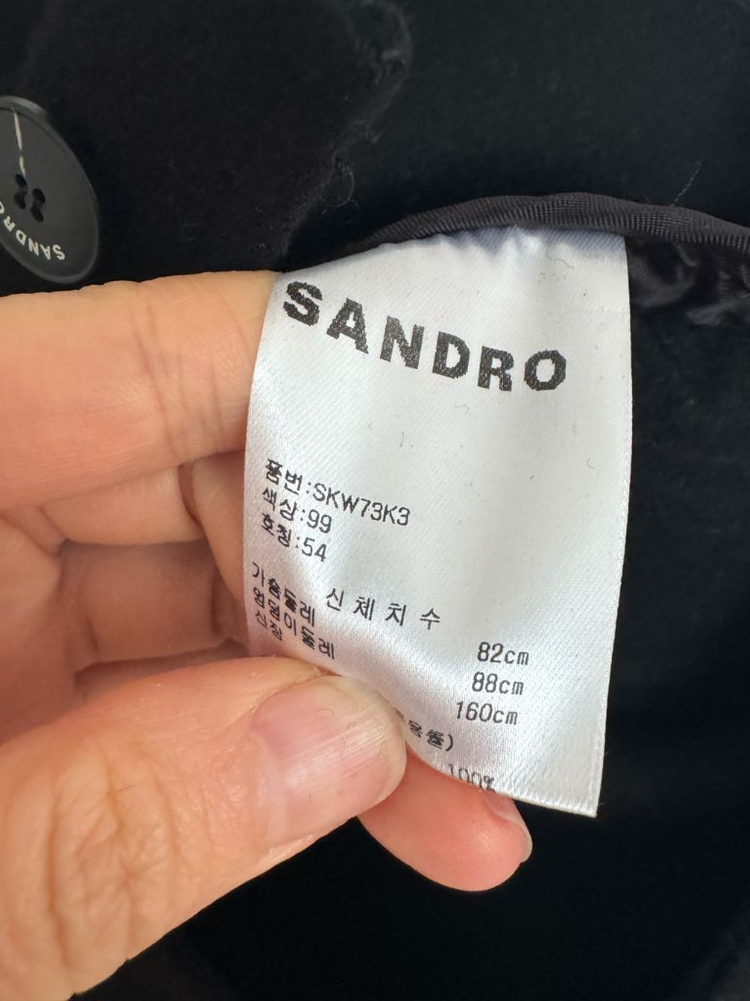 SANDRO
SANDRO
품번:SKW73K3
색상:99
호칭:54
신체치수
가슴둘레 82cm
엉덩이둘레 88cm
신장 160cm
100%